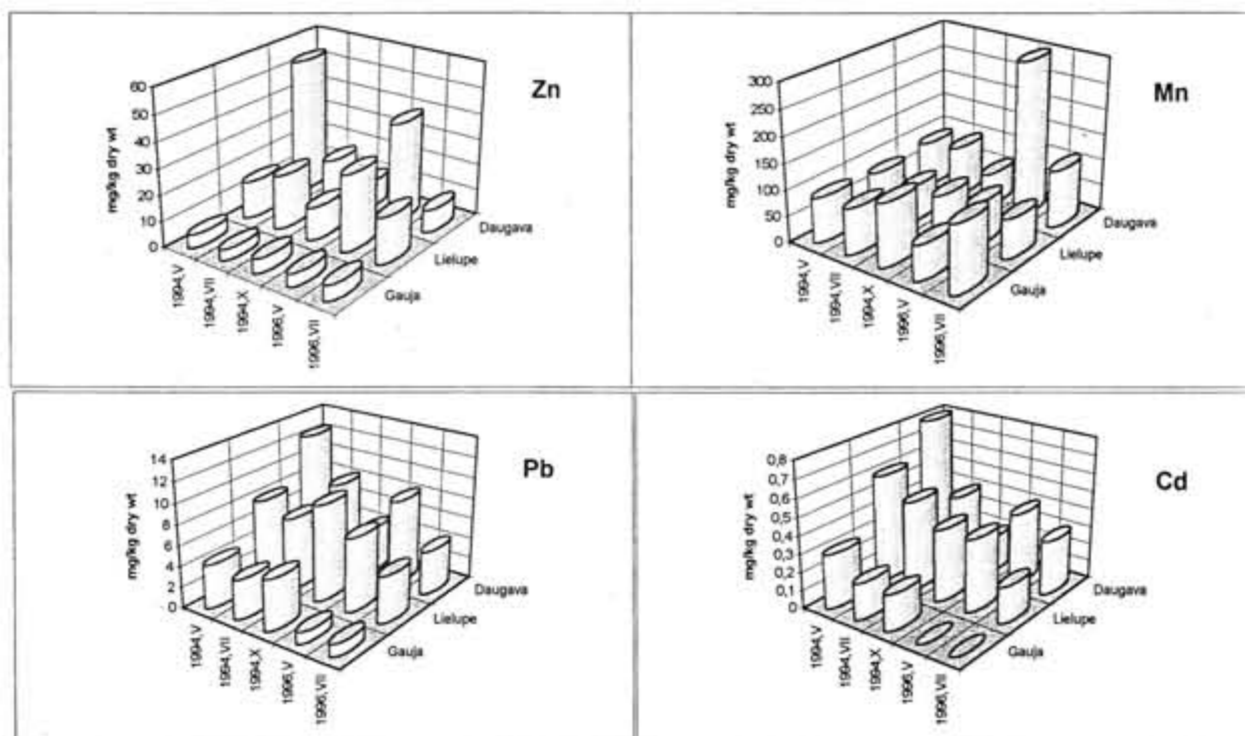 Zn
mg/kg dry wt
60
50
40
30
20
10
0
1994,V
1994,VII
1994,X
1996,V
1996,VII
Gauja
Lielupe
Daugava
Mn
mg/kg dry wt
300
250
200
150
100
50
0
1994,V
1994,VII
1994,X
1996,V
1996,VII
Gauja
Lielupe
Daugava
Pb
mg/kg dry wt
14
12
10
8
6
4
2
0
1994,V
1994,VII
1994,X
1996,V
1996,VII
Gauja
Lielupe
Daugava
Cd
mg/kg dry wt
0,8
0,7
0,6
0,5
0,4
0,3
0,2
0,1
0
1994,V
1994,VII
1994,X
1996,V
1996,VII
Gauja
Lielupe
Daugava